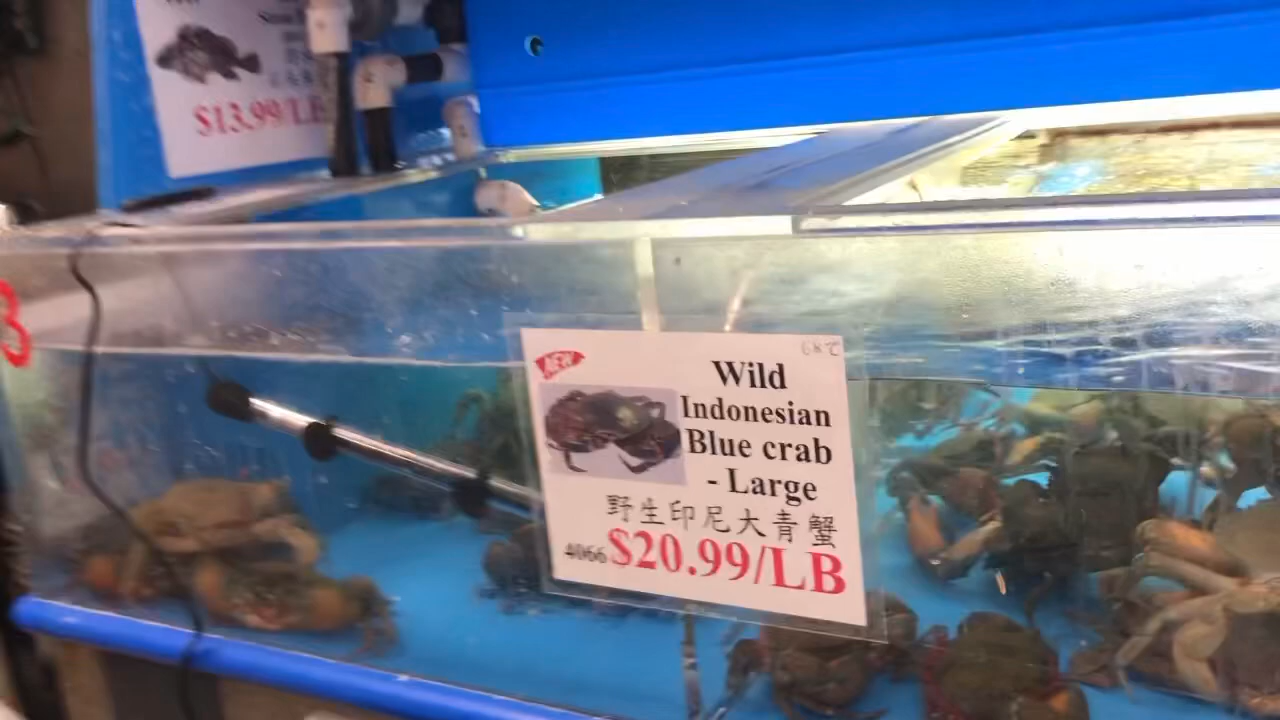 $13.99/LB
3
NEW
Wild
Indonesian
Blue crab
- Large
野生印尼大青蟹
4066 $20.99/LB